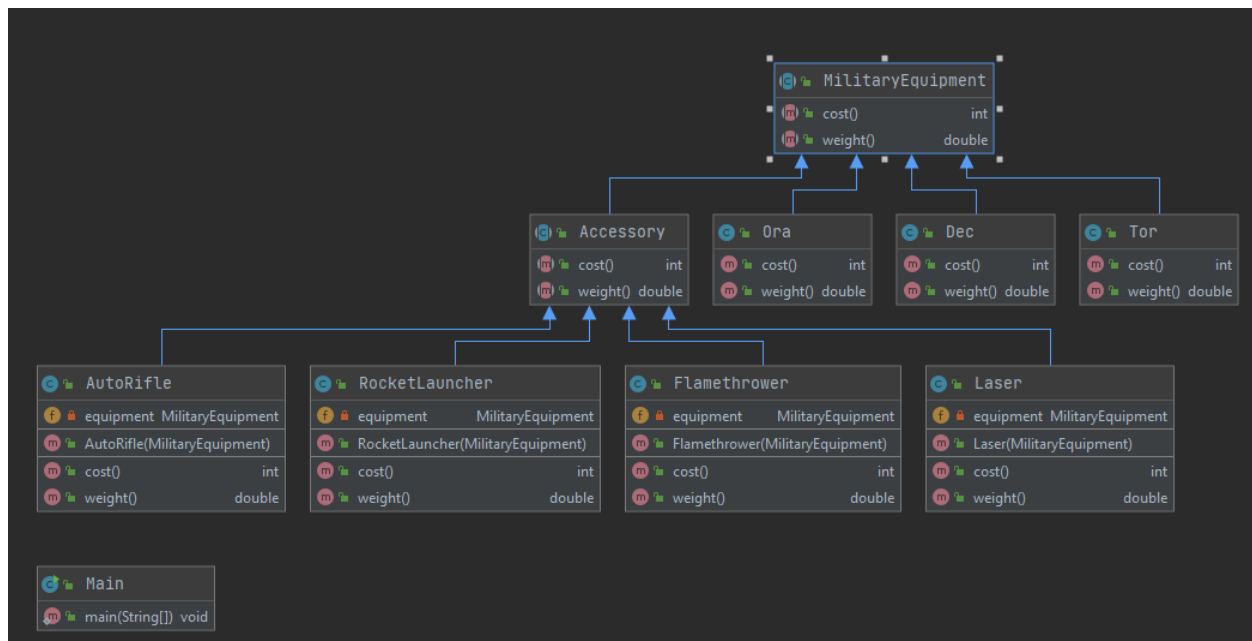 MilitaryEquipment
cost() int
weight() double
Accessory
cost() int
weight() double
Ora
cost() int
weight() double
Dec
cost() int
weight() double
Tor
cost() int
weight() double
AutoRifle
equipment MilitaryEquipment
AutoRifle(MilitaryEquipment)
cost() int
weight() double
RocketLauncher
equipment MilitaryEquipment
RocketLauncher(MilitaryEquipment)
cost() int
weight() double
Flamethrower
equipment MilitaryEquipment
Flamethrower(MilitaryEquipment)
cost() int
weight() double
Laser
equipment MilitaryEquipment
Laser(MilitaryEquipment)
cost() int
weight() double
Main
main(String[]) void